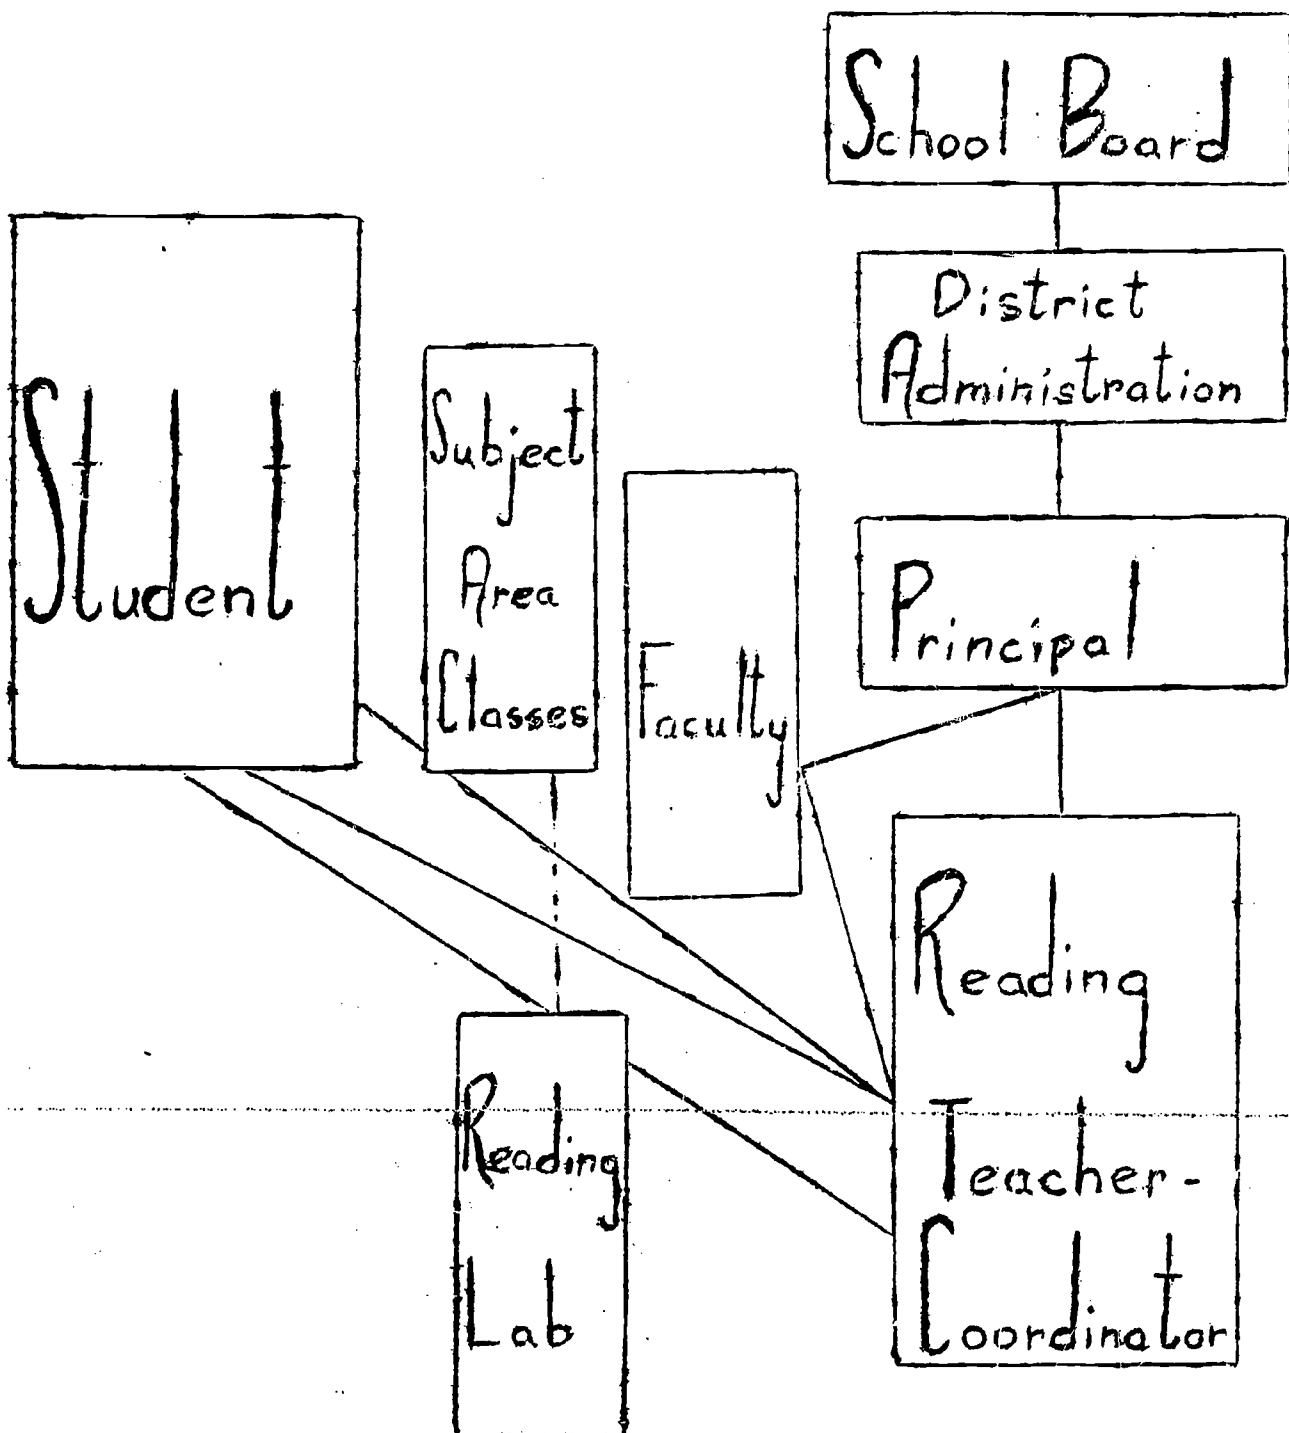 School Board
District
Administration
Student
Subject
Area
Classes
Faculty
Principal
Reading
Teacher-
Coordinator
Reading
Lab